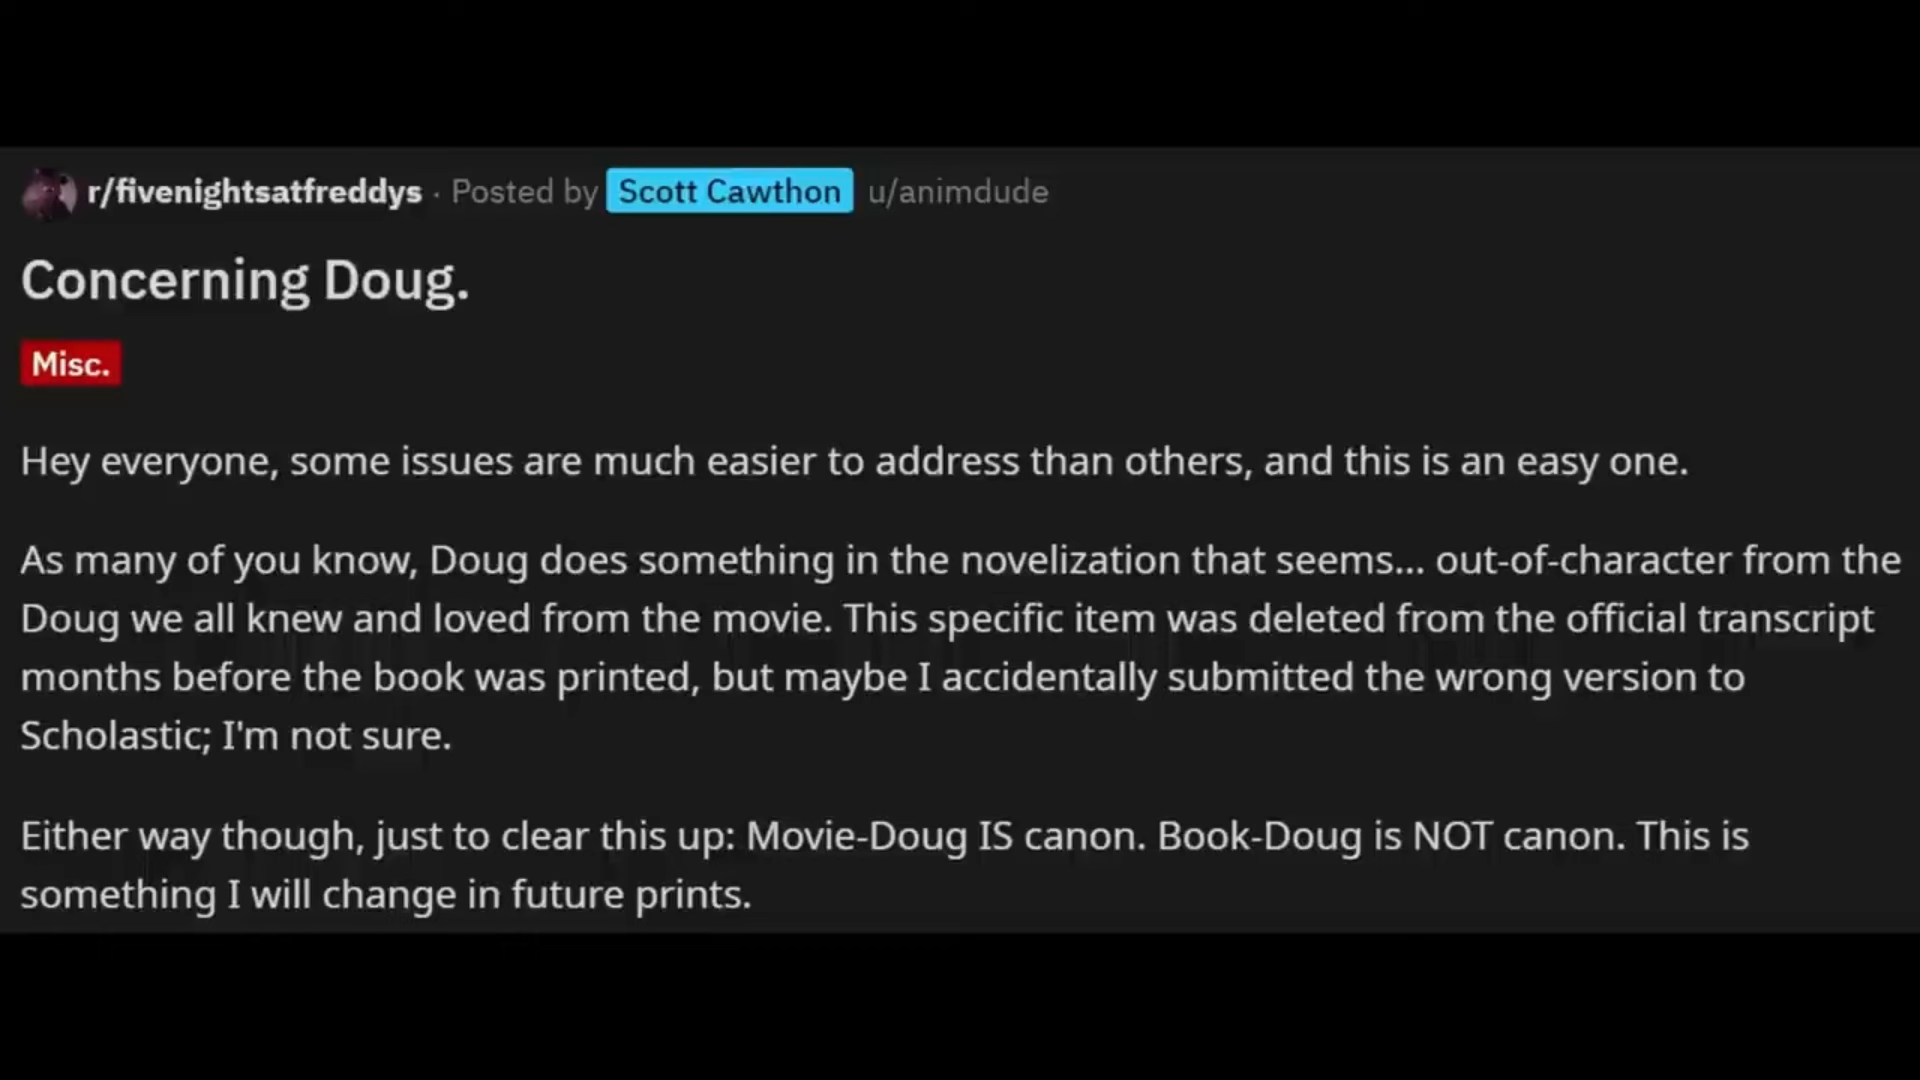 r/fivenightsatfreddys · Posted by Scott Cawthon u/animdude
Concerning Doug.
Misc.
Hey everyone, some issues are much easier to address than others, and this is an easy one.
As many of you know, Doug does something in the novelization that seems... out-of-character from the
Doug we all knew and loved from the movie. This specific item was deleted from the official transcript
months before the book was printed, but maybe I accidentally submitted the wrong version to
Scholastic; I'm not sure.
Either way though, just to clear this up: Movie-Doug IS canon. Book-Doug is NOT canon. This is
something I will change in future prints.